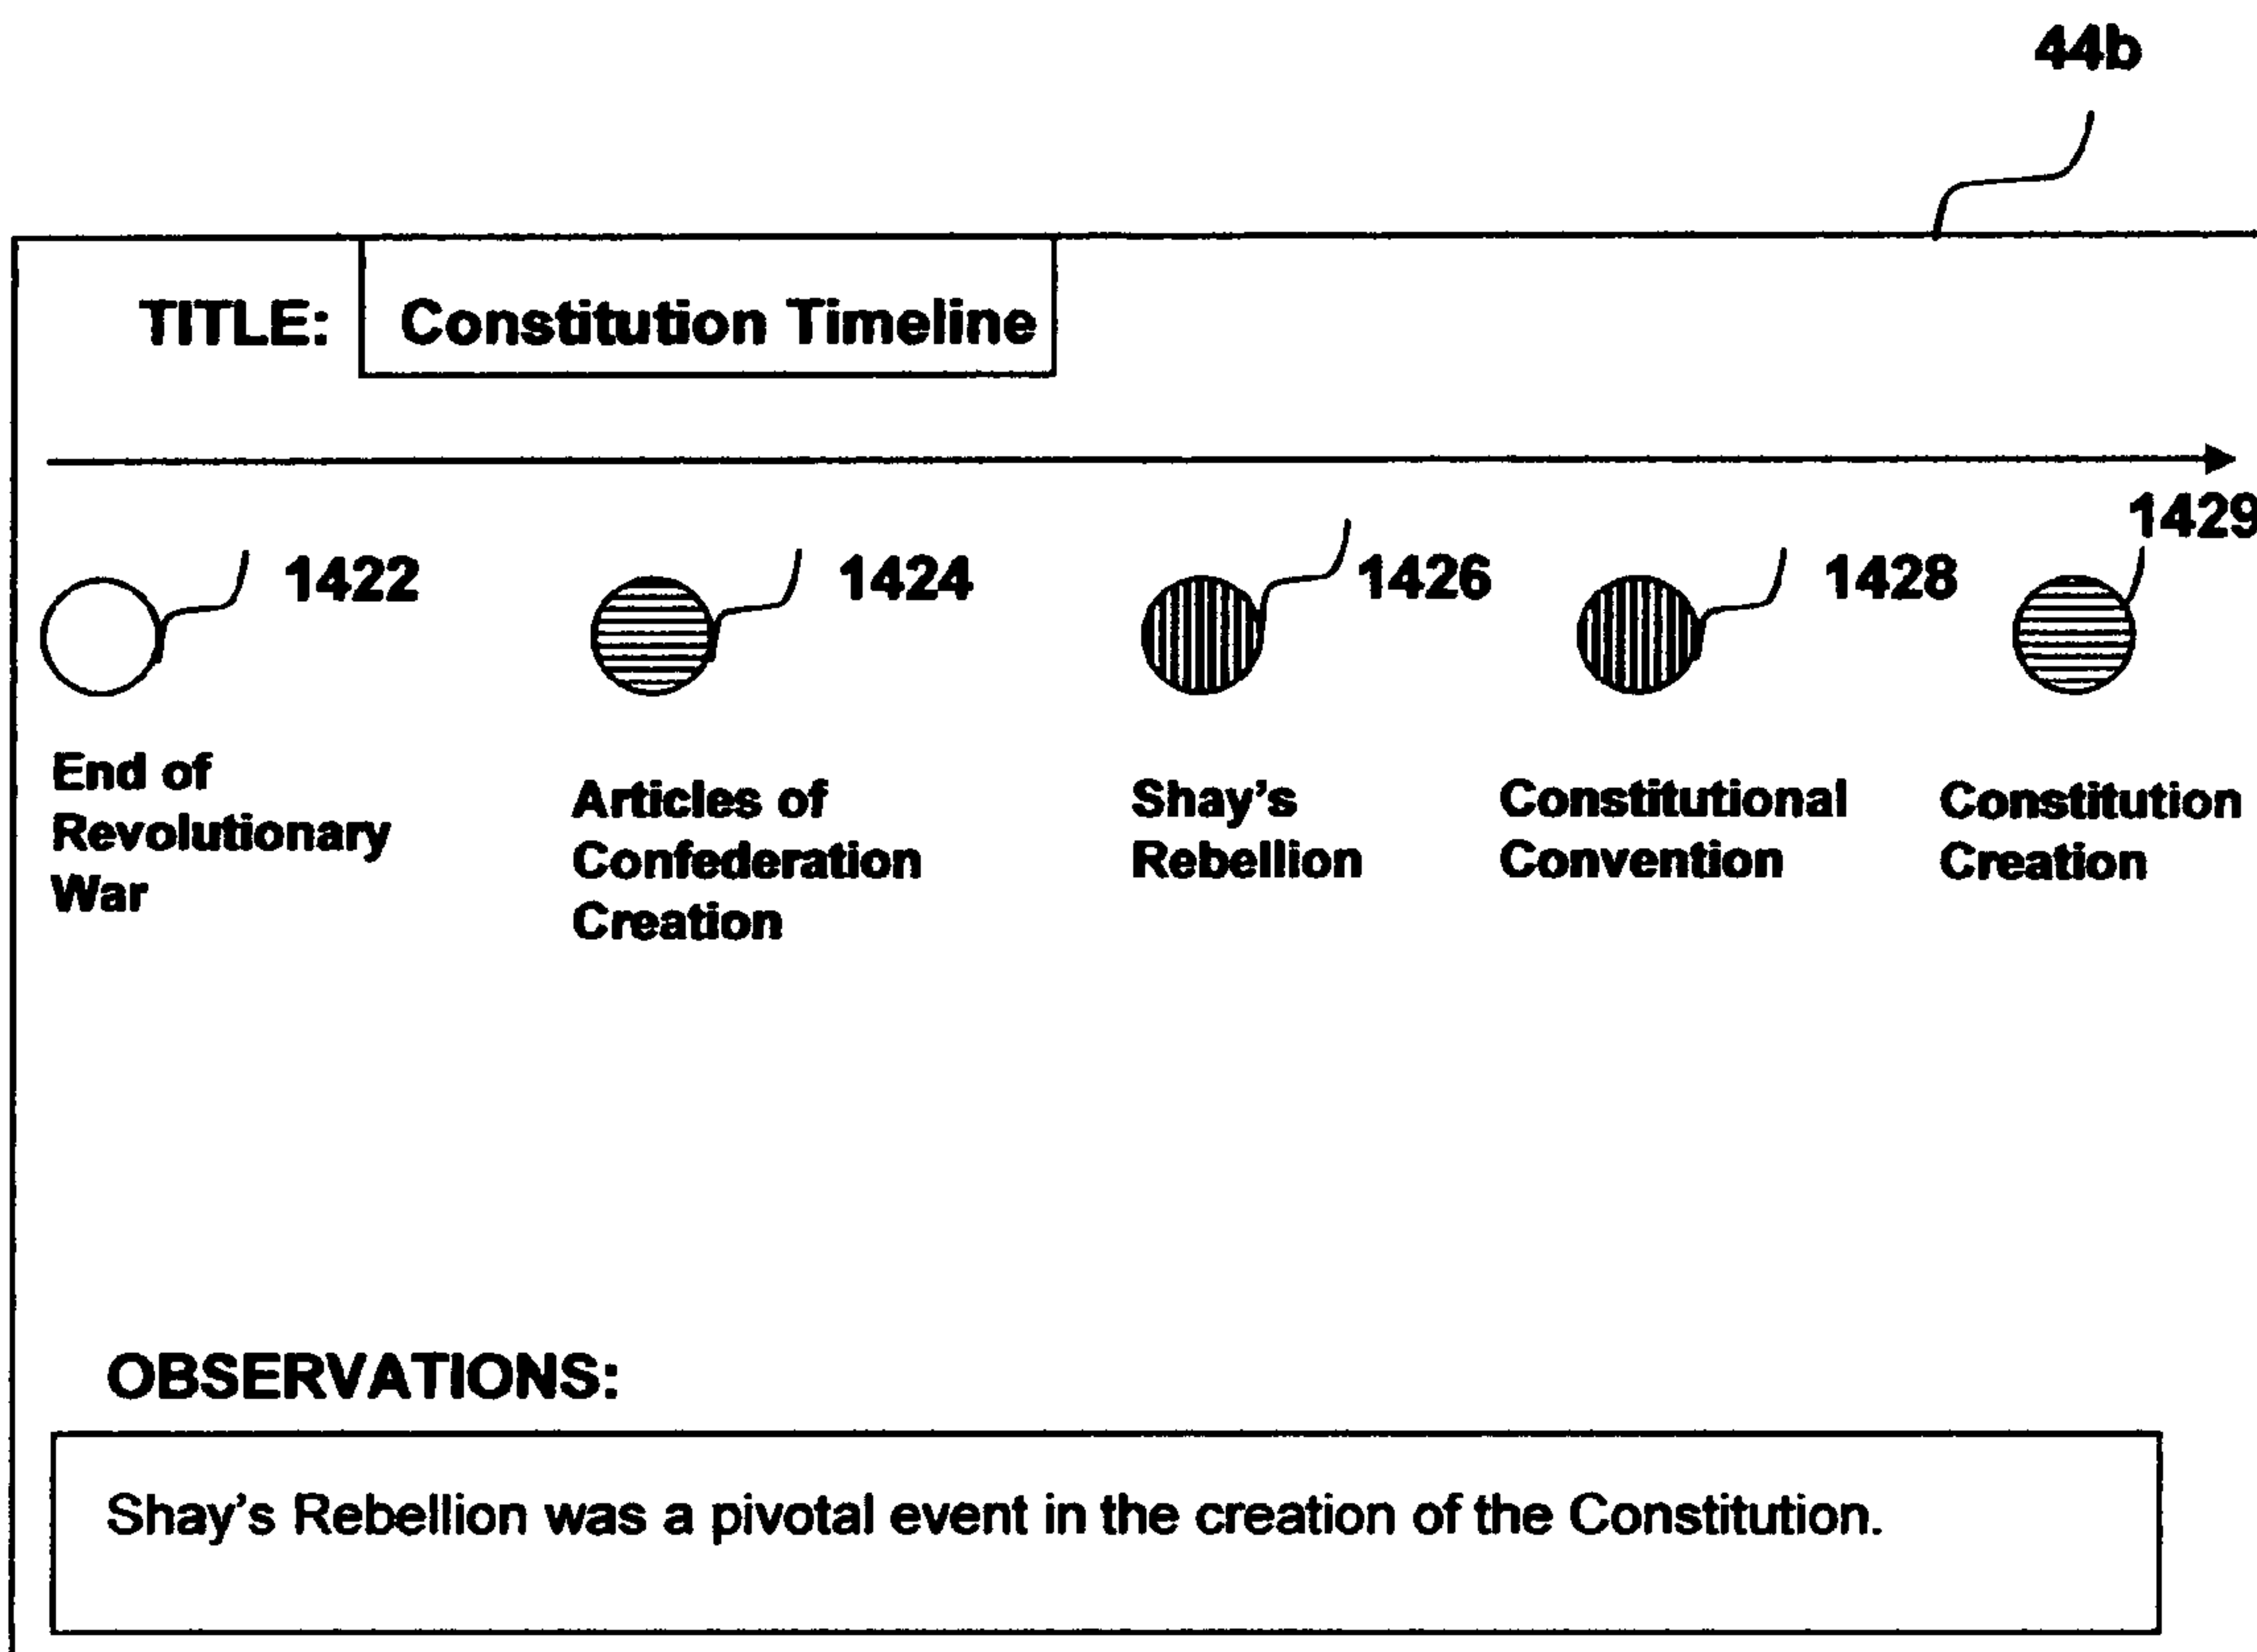 44b
TITLE: Constitution Timeline
1429
1422 1424 1426 1428
End of
Revolutionary
War
Articles of
Confederation
Creation
Shay's
Rebellion
Constitutional
Convention
Constitution
Creation
OBSERVATIONS:
Shay's Rebellion was a pivotal event in the creation of the Constitution.